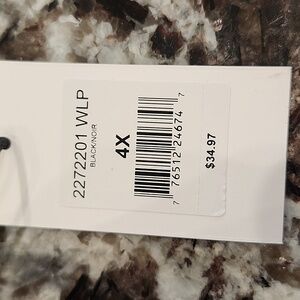 2272201 WLP
BLACK/NOIR
4X
7 76512 24674 7
$34.97